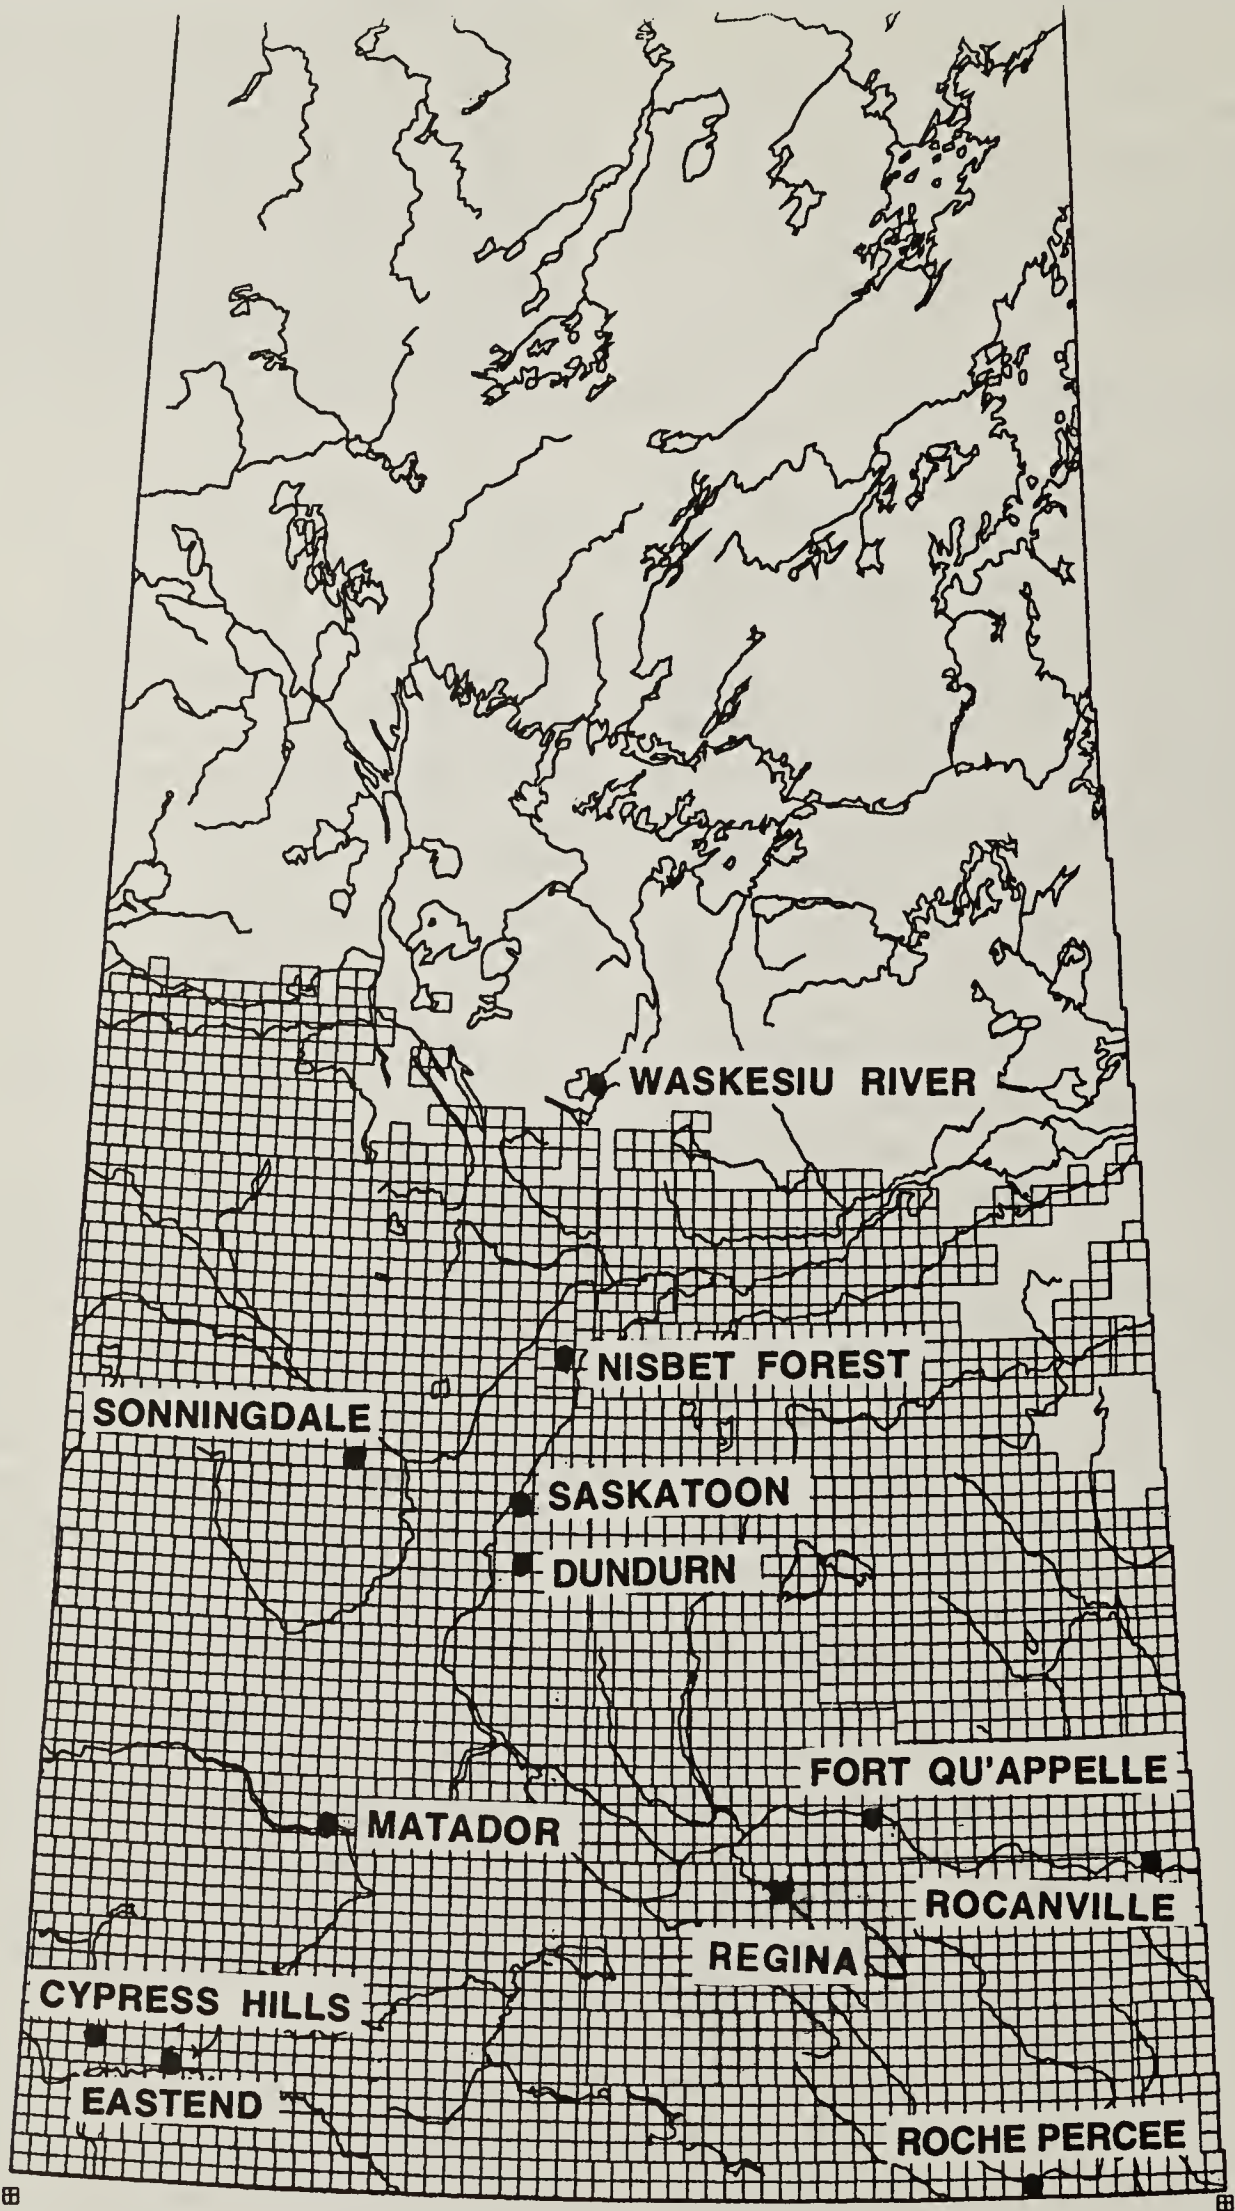 WASKESIU RIVER
NISBET FOREST
SONNINGDALE
SASKATOON
DUNDURN
FORT QU'APPELLE
MATADOR
ROCANVILLE
REGINA
CYPRESS HILLS
EASTEND
ROCHE PERCEE